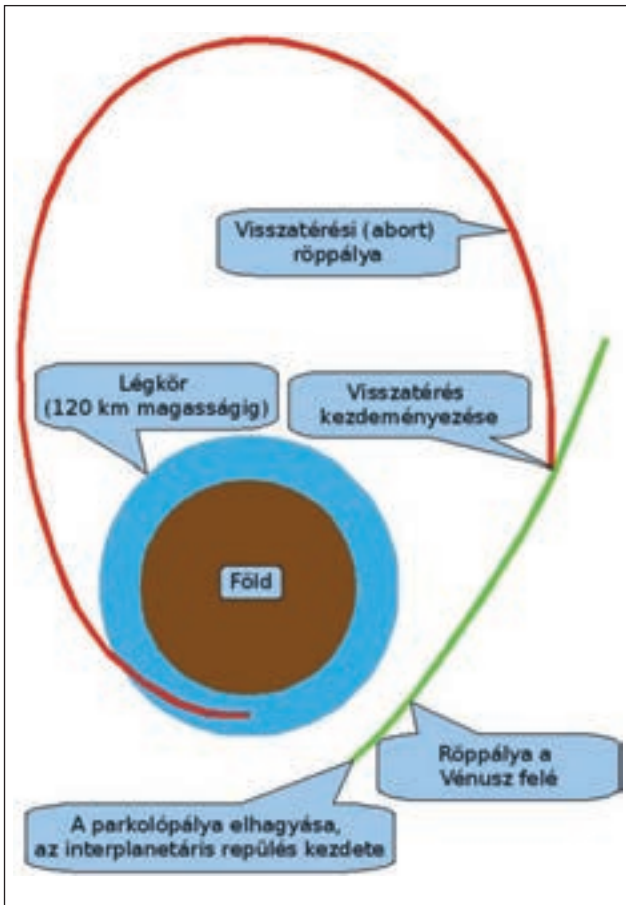 Visszatérési (abort)
röppálya
Légkör
(120 km magasságig)
Visszatérés
kezdeményezése
Föld
Röppálya a
Vénusz felé
A parkolópálya elhagyása,
az interplanetáris repülés kezdete